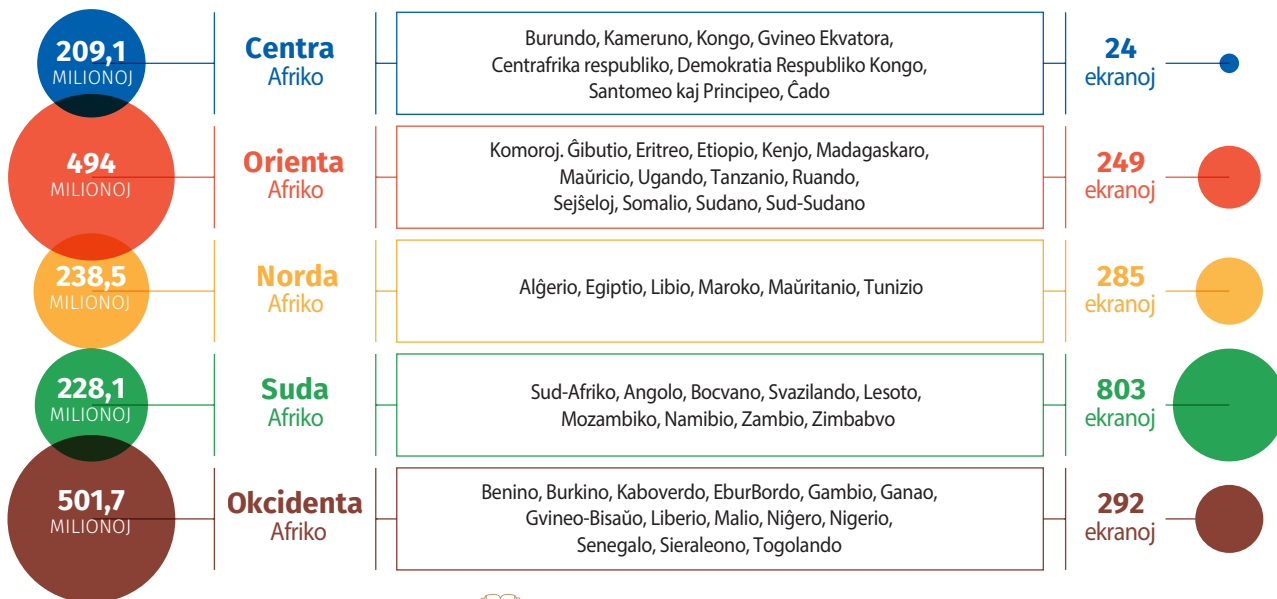 209,1
MILIONOJ
Centra
Afriko
Burundo, Kameruno, Kongo, Gvineo Ekvatora,
Centrafrika respubliko, Demokratia Respubliko Kongo,
Santomeo kaj Principeo, Ĉado
24
ekranoj
494
MILIONOJ
Orienta
Afriko
Komoroj. Ĝibutio, Eritreo, Etiopio, Kenjo, Madagaskaro,
Maŭricio, Ugando, Tanzanio, Ruando,
Sejŝeloj, Somalio, Sudano, Sud-Sudano
249
ekranoj
238,5
MILIONOJ
Norda
Afriko
Alĝerio, Egiptio, Libio, Maroko, Maŭritanio, Tunizio
285
ekranoj
228,1
MILIONOJ
Suda
Afriko
Sud-Afriko, Angolo, Bocvano, Svazilando, Lesoto,
Mozambiko, Namibio, Zambio, Zimbabvo
803
ekranoj
501,7
MILIONOJ
Okcidenta
Afriko
Benino, Burkino, Kaboverdo, EburBordo, Gambio, Ganao,
Gvineo-Bisaŭo, Liberio, Malio, Niĝero, Nigerio,
Senegalo, Sieraleono, Togolando
292
ekranoj